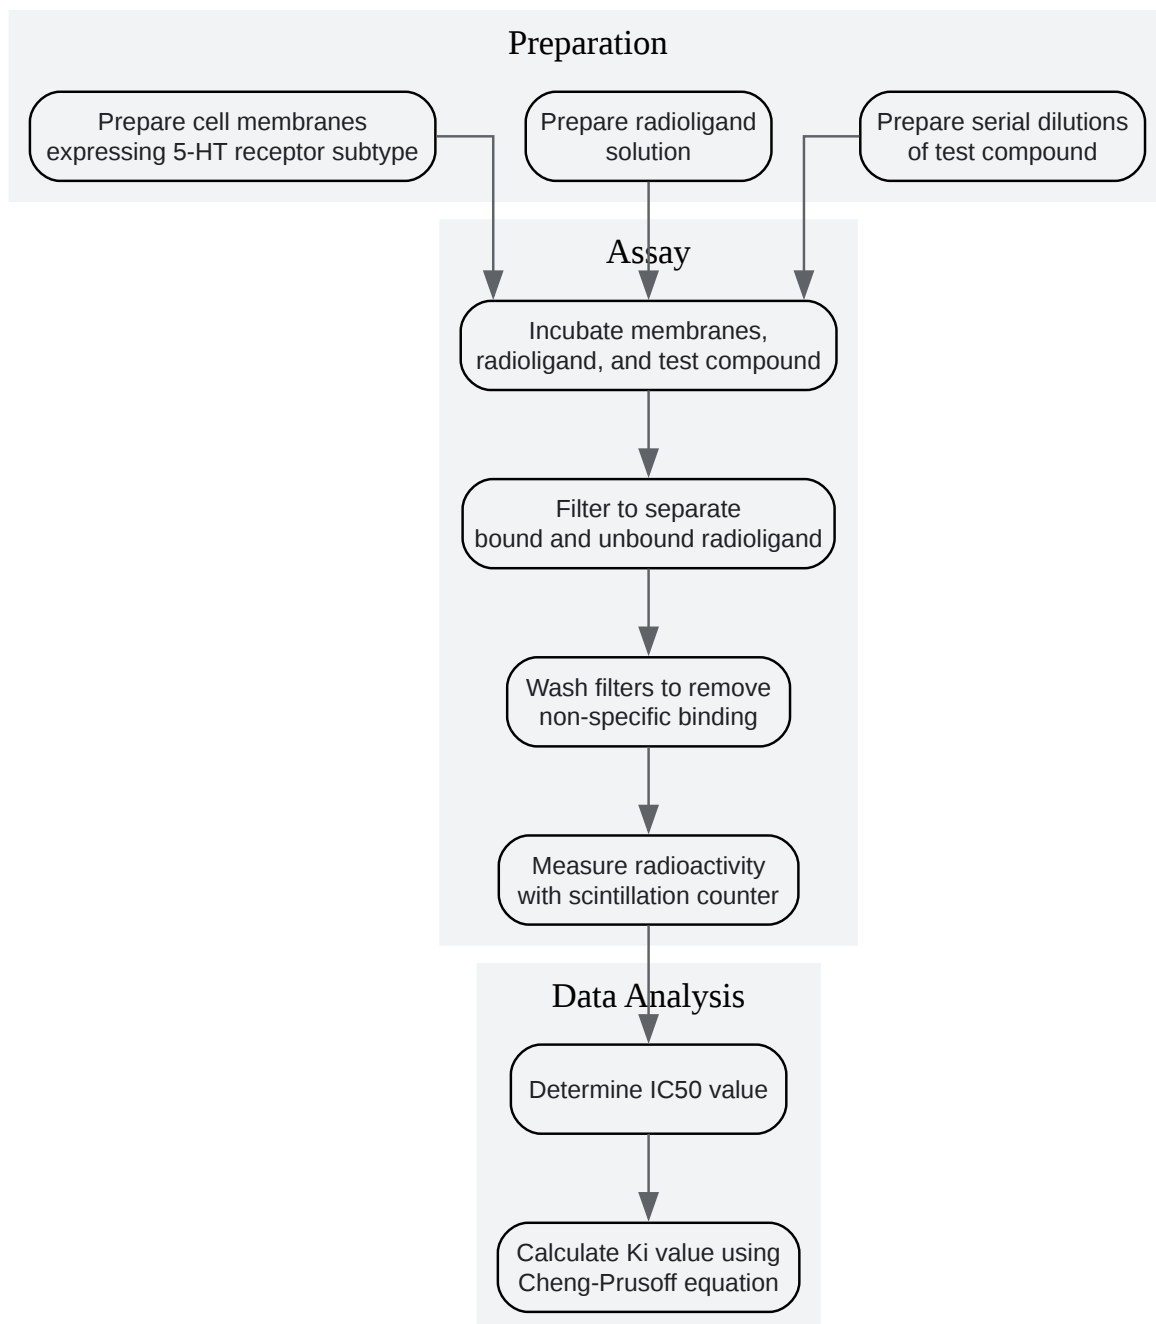 Preparation
Prepare cell membranes
expressing 5-HT receptor subtype
Prepare radioligand
solution
Prepare serial dilutions
of test compound
Assay
Incubate membranes,
radioligand, and test compound
Filter to separate
bound and unbound radioligand
Wash filters to remove
non-specific binding
Measure radioactivity
with scintillation counter
Data Analysis
Determine IC50 value
Calculate Ki value using
Cheng-Prusoff equation